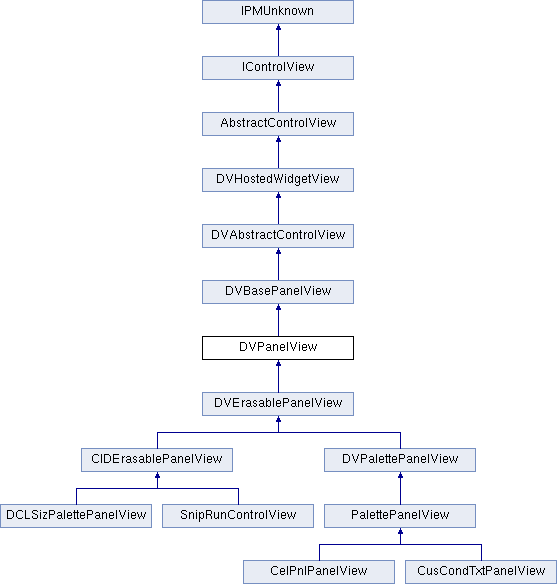 IPMUnknown
IControlView
AbstractControlView
DVHostedWidgetView
DVAbstractControlView
DVBasePanelView
DVPanelView
DVErasablePanelView
CIDErasablePanelView
DVPalettePanelView
DCLSizPalettePanelView
SnipRunControlView
PalettePanelView
CelPnlPanelView
CusCondTxtPanelView